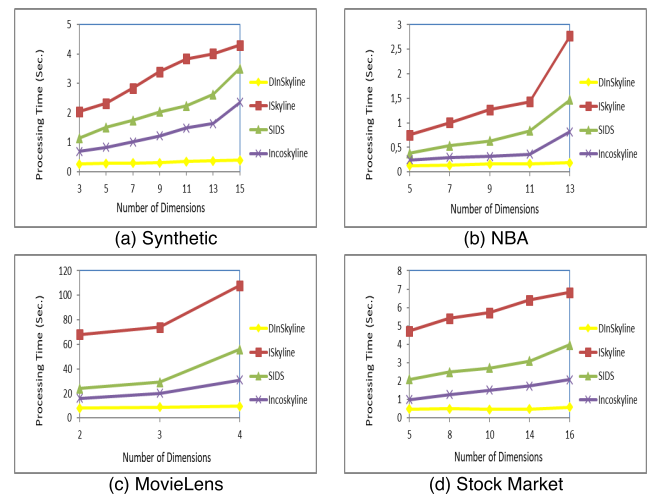 5
4
3
2
1
0
Processing Time (Sec.)
3 5 7 9 11 13 15
Number of Dimensions
DInSkyline
ISkyline
SIDS
Incoskyline
(a) Synthetic
3
2,5
2
1,5
1
0,5
0
Processing Time (Sec.)
5 7 9 11 13
Number of Dimensions
DInSkyline
ISkyline
SIDS
Incoskyline
(b) NBA
120
100
80
60
40
20
0
Processing Time (Sec.)
2 3 4
Number of Dimensions
DInSkyline
ISkyline
SIDS
Incoskyline
(c) MovieLens
8
7
6
5
4
3
2
1
0
Processing Time (Sec.)
5 8 10 14 16
Number of Dimensions
DInSkyline
ISkyline
SIDS
Incoskyline
(d) Stock Market